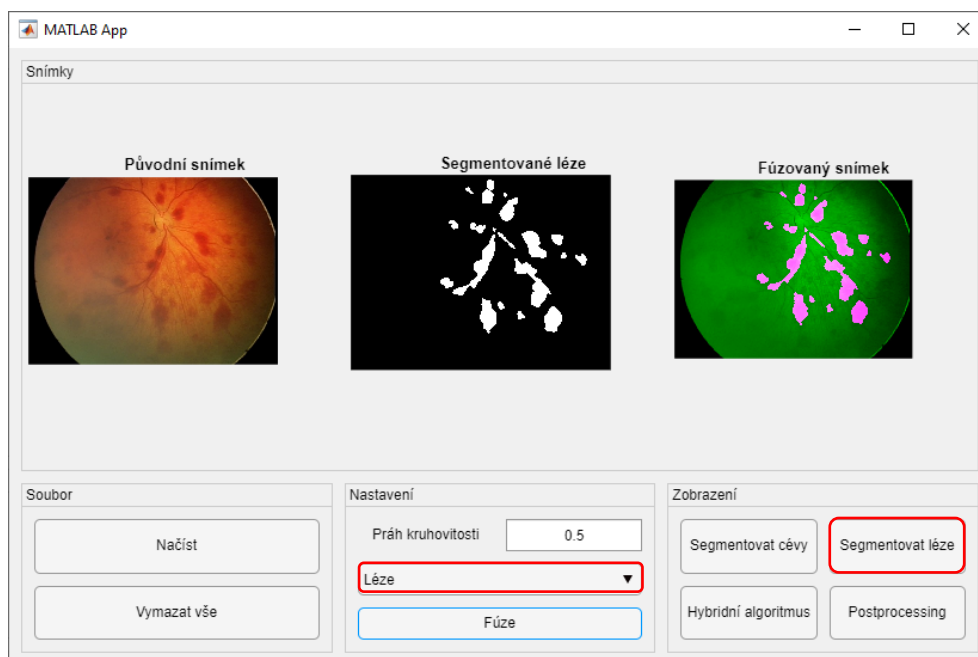 MATLAB App
Snímky
Původní snímek
Segmentované léze
Fúzovaný snímek
Soubor
Načíst
Vymazat vše
Nastavení
Práh kruhovitosti 0.5
Léze
Fúze
Zobrazení
Segmentovat cévy
Segmentovat léze
Hybridní algoritmus
Postprocessing